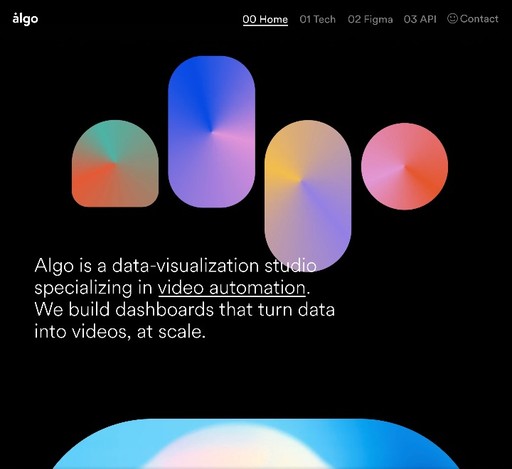 ålgo
00 Home
01 Tech
02 Figma
03 API
Contact
Algo is a data-visualization studio
specializing in video automation.
We build dashboards that turn data
into videos, at scale.